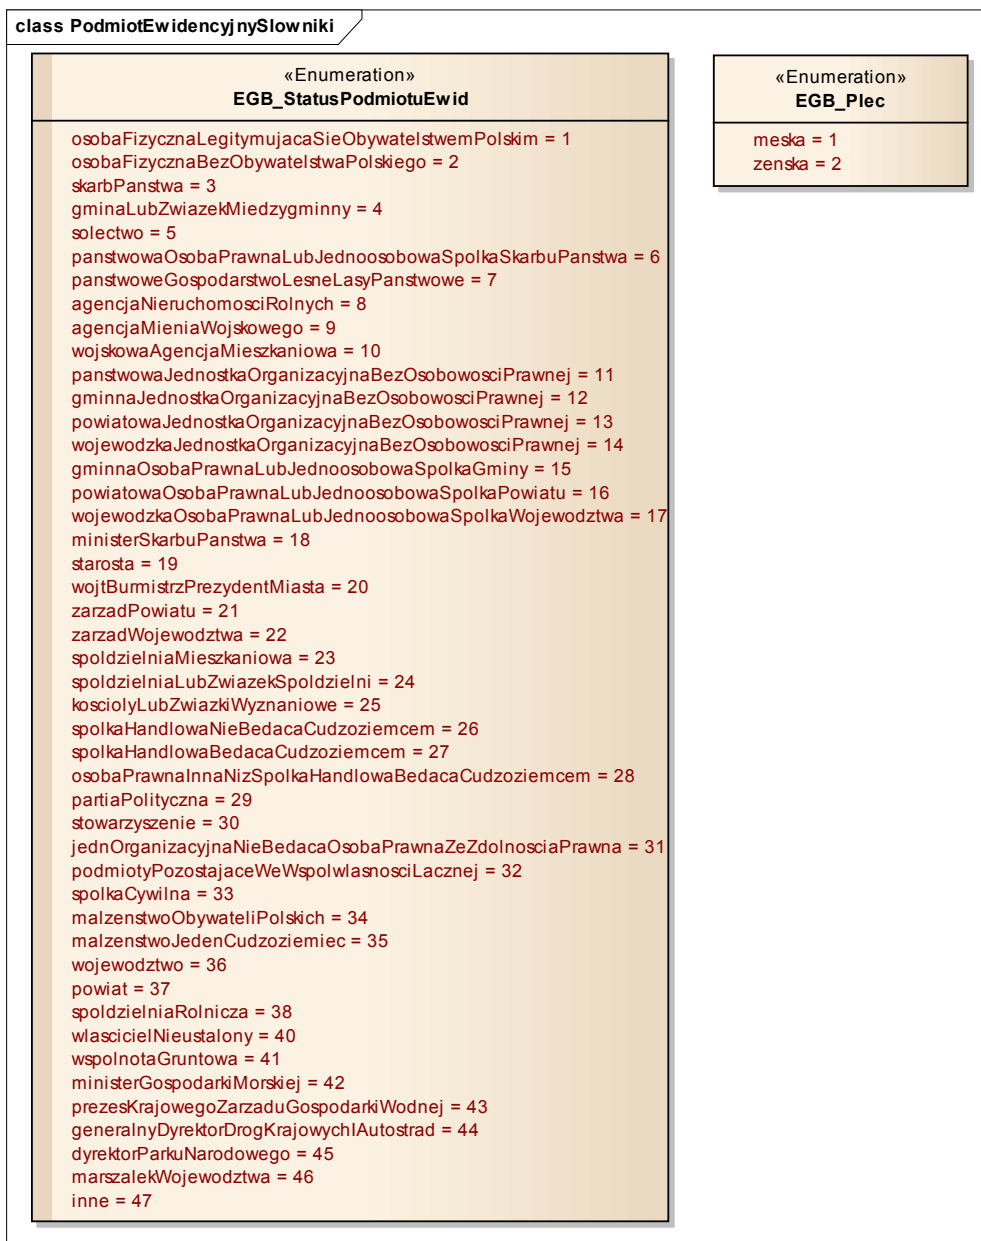 class PodmiotEwidencyjnySlowniki
«Enumeration»
EGB_StatusPodmiotuEwid
osobaFizycznaLegitymujacaSieObywatelstwemPolskim = 1
osobaFizycznaBezObywatelstwaPolskiego = 2
skarbPanstwa = 3
gminaLubZwiazekMiedzygminny = 4
solectwo = 5
panstwowaOsobaPrawnaLubJednoosobowaSpolkaSkarbuPanstwa = 6
panstwoweGospodarstwoLesneLasyPanstwowe = 7
agencjaNieruchomosciRolnych = 8
agencjaMieniaWojskowego = 9
wojskowaAgencjaMieszkaniowa = 10
panstwowaJednostkaOrganizacyjnaBezOsobowosciPrawnej = 11
gminnaJednostkaOrganizacyjnaBezOsobowosciPrawnej = 12
powiatowaJednostkaOrganizacyjnaBezOsobowosciPrawnej = 13
wojewodzkaJednostkaOrganizacyjnaBezOsobowosciPrawnej = 14
gminnaOsobaPrawnaLubJednoosobowaSpolkaGminy = 15
powiatowaOsobaPrawnaLubJednoosobowaSpolkaPowiatu = 16
wojewodzkaOsobaPrawnaLubJednoosobowaSpolkaWojewodztwa = 17
ministerSkarbuPanstwa = 18
starosta = 19
wojtBurmistrzPrezydentMiasta = 20
zarzadPowiatu = 21
zarzadWojewodztwa = 22
spoldzielniaMieszkaniowa = 23
spoldzielniaLubZwiazekSpoldzielni = 24
kosciolyLubZwiazkiWyznaniowe = 25
spolkaHandlowaNieBedacaCudzoziemcem = 26
spolkaHandlowaBedacaCudzoziemcem = 27
osobaPrawnaInnaNizSpolkaHandlowaBedacaCudzoziemcem = 28
partiaPolityczna = 29
stowarzyszenie = 30
jednOrganizacyjnaNieBedacaOsobaPrawnaZeZdolnosciaPrawna = 31
podmiotyPozostajaceWeWspolwlasnosciLacznej = 32
spolkaCywilna = 33
malzenstwoObywateliPolskich = 34
malzenstwoJedenCudzoziemiec = 35
wojewodztwo = 36
powiat = 37
spoldzielniaRolnicza = 38
wlascicielNieustalony = 40
wspolnotaGruntowa = 41
ministerGospodarkiMorskiej = 42
prezesKrajowegoZarzaduGospodarkiWodnej = 43
generalnyDyrektorDrogKrajowychIAutostrad = 44
dyrektorParkuNarodowego = 45
marszalekWojewodztwa = 46
inne = 47
«Enumeration»
EGB_Plec
meska = 1
zenska = 2